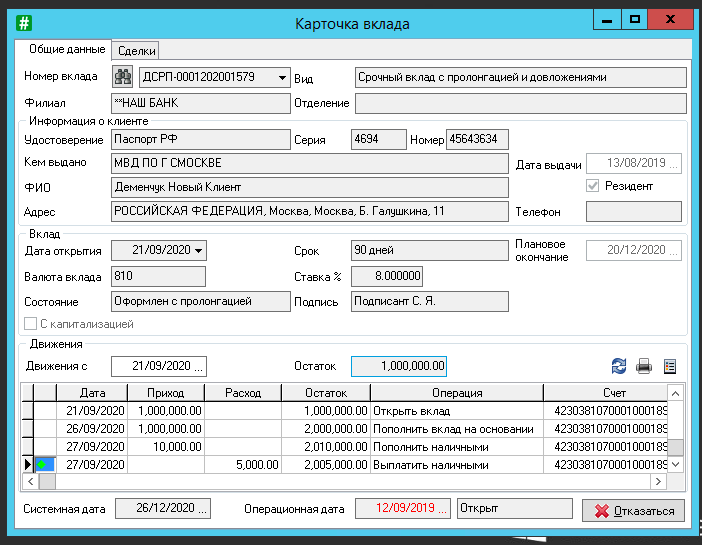 Карточка вклада
Общие данные Сделки
Номер вклада ДСРП-0001202001579 Вид Срочный вклад с пролонгацией и довложениями
Филиал **НАШ БАНК Отделение
Информация о клиенте
Удостоверение Паспорт РФ Серия 4694 Номер 45643634
Кем выдано МВД ПО Г СМОСКВЕ Дата выдачи 13/08/2019 ...
ФИО Деменчук Новый Клиент Резидент
Адрес РОССИЙСКАЯ ФЕДЕРАЦИЯ, Москва, Москва, Б. Галушкина, 11 Телефон
Вклад
Дата открытия 21/09/2020 Срок 90 дней Плановое окончание 20/12/2020 ...
Валюта вклада 810 Ставка % 8.000000
Состояние Оформлен с пролонгацией Подпись Подписант С. Я.
С капитализацией
Движения
Движения с 21/09/2020 ... Остаток 1,000,000.00
Дата Приход Расход Остаток Операция Счет
21/09/2020 1,000,000.00 1,000,000.00 Открыть вклад 4230381070001000189
26/09/2020 1,000,000.00 2,000,000.00 Пополнить вклад на основании 4230381070001000189
27/09/2020 10,000.00 2,010,000.00 Пополнить наличными 4230381070001000189
27/09/2020 5,000.00 2,005,000.00 Выплатить наличными 4230381070001000189
Системная дата 26/12/2020 ... Операционная дата 12/09/2019 ... Открыт Отказаться